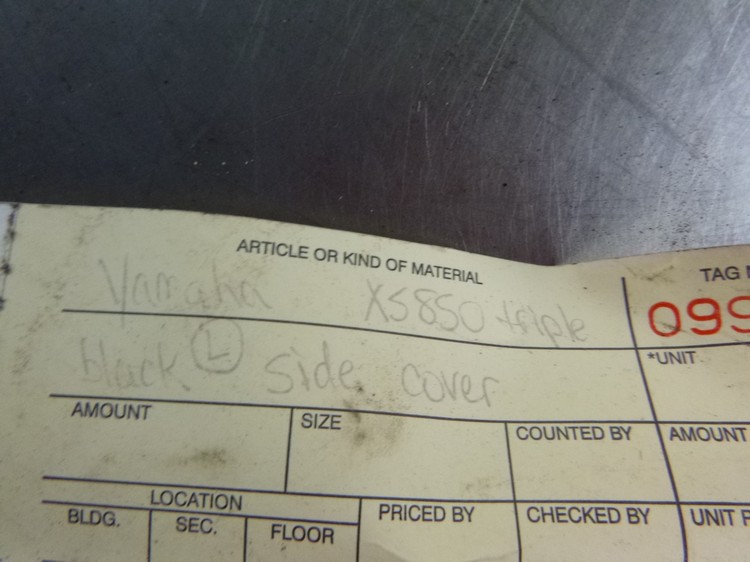 ARTICLE OR KIND OF MATERIAL
TAG
Yamaha XS850 triple
099
black L side cover
*UNIT
AMOUNT SIZE COUNTED BY AMOUNT
LOCATION
BLDG. SEC. FLOOR PRICED BY CHECKED BY UNIT